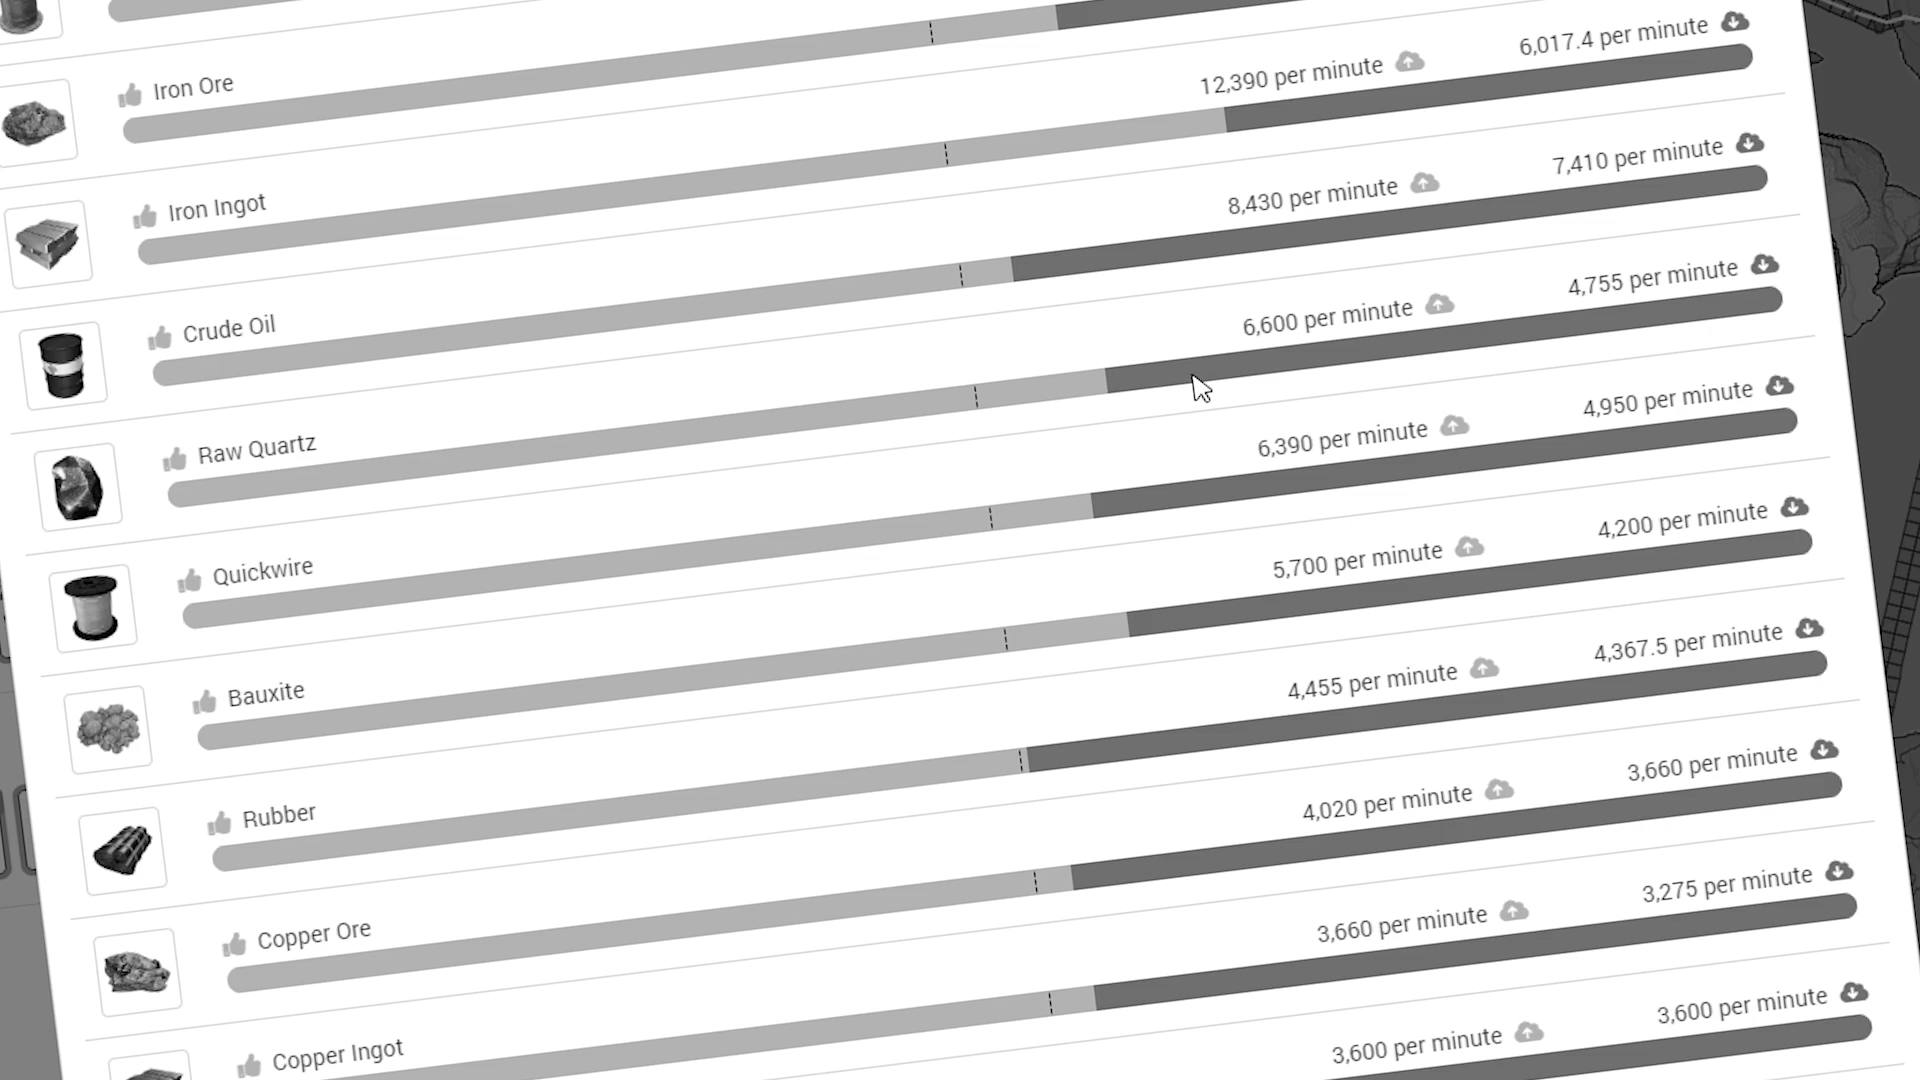 Iron Ore
Iron Ingot 12,390 per minute 6,017.4 per minute
Crude Oil 8,430 per minute 7,410 per minute
Raw Quartz 6,600 per minute 4,755 per minute
Quickwire 6,390 per minute 4,950 per minute
Bauxite 5,700 per minute 4,200 per minute
Rubber 4,455 per minute 4,367.5 per minute
Copper Ore 4,020 per minute 3,660 per minute
Copper Ingot 3,660 per minute 3,275 per minute
3,600 per minute 3,600 per minute